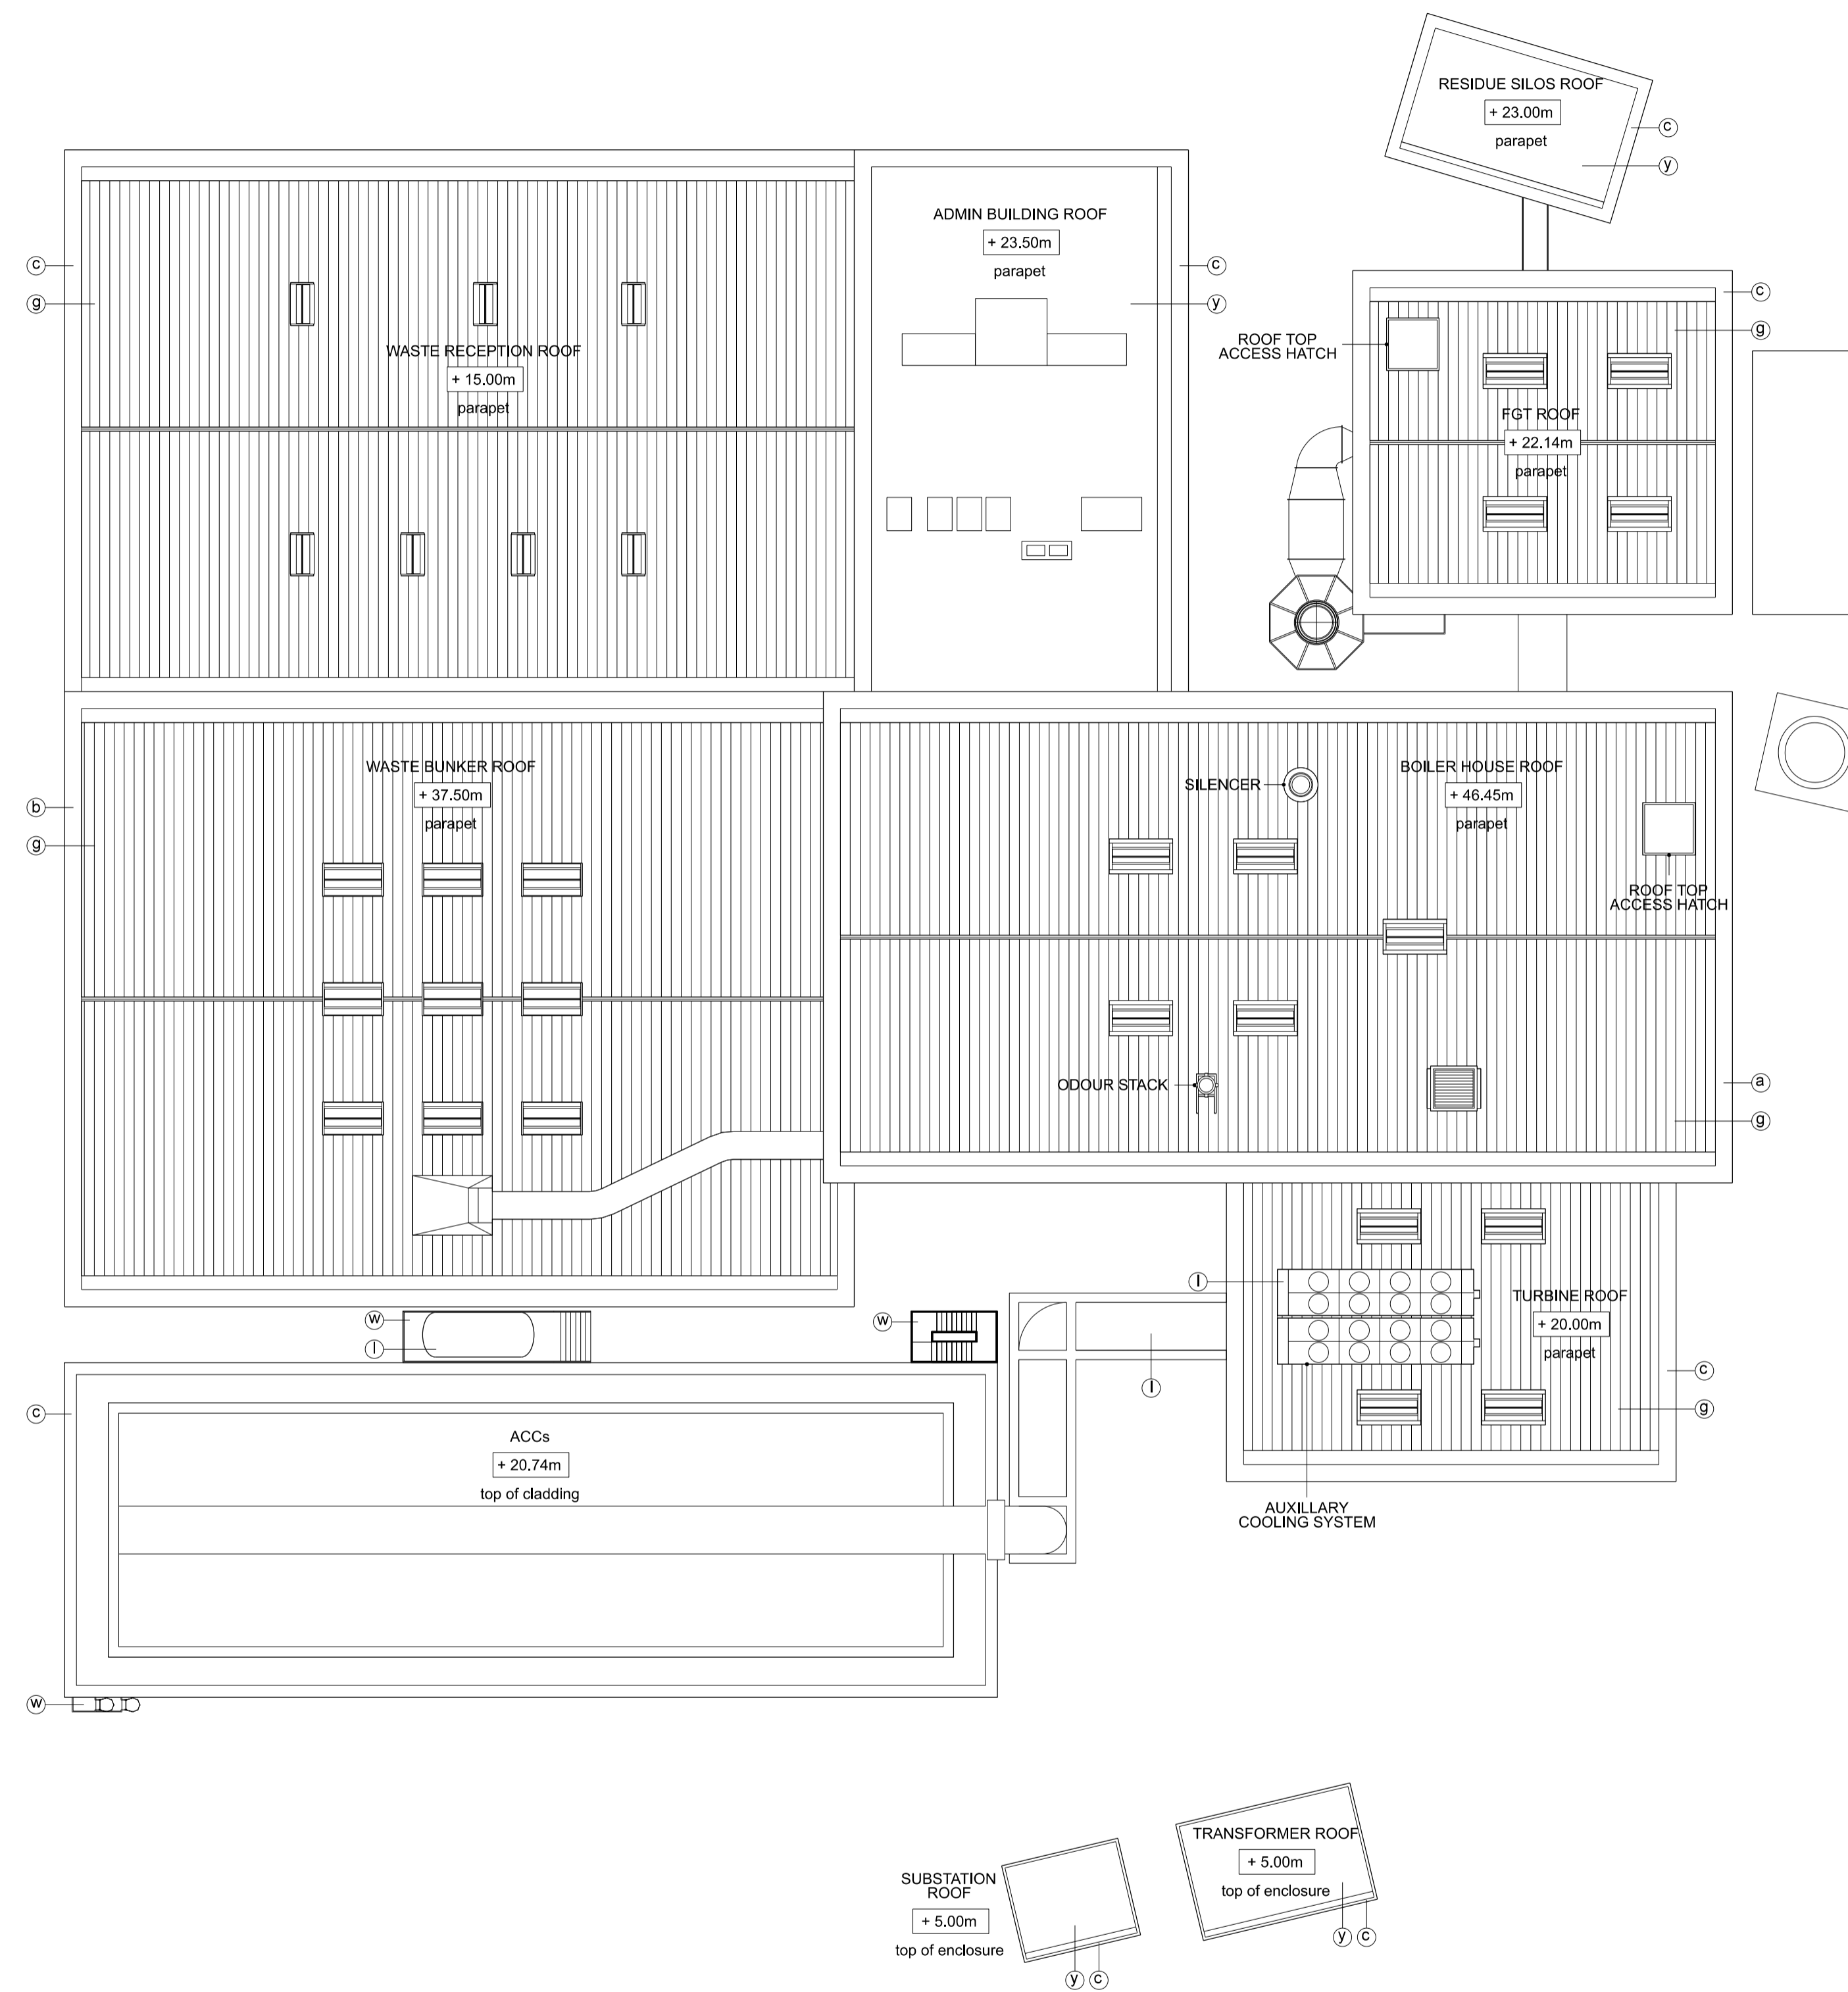 RESIDUE SILOS ROOF
+ 23.00m
parapet
c
y
ADMIN BUILDING ROOF
+ 23.50m
parapet
c
y
c
g
WASTE RECEPTION ROOF
+ 15.00m
parapet
c
g
ROOF TOP
ACCESS HATCH
FGT ROOF
+ 22.14m
parapet
WASTE BUNKER ROOF
+ 37.50m
parapet
b
g
SILENCER
BOILER HOUSE ROOF
+ 46.45m
parapet
ROOF TOP
ACCESS HATCH
ODOUR STACK
a
g
l
TURBINE ROOF
+ 20.00m
parapet
w
l
w
l
c
g
c
ACCs
+ 20.74m
top of cladding
AUXILLARY
COOLING SYSTEM
w
TRANSFORMER ROOF
+ 5.00m
top of enclosure
y
c
SUBSTATION
ROOF
+ 5.00m
top of enclosure
y
c